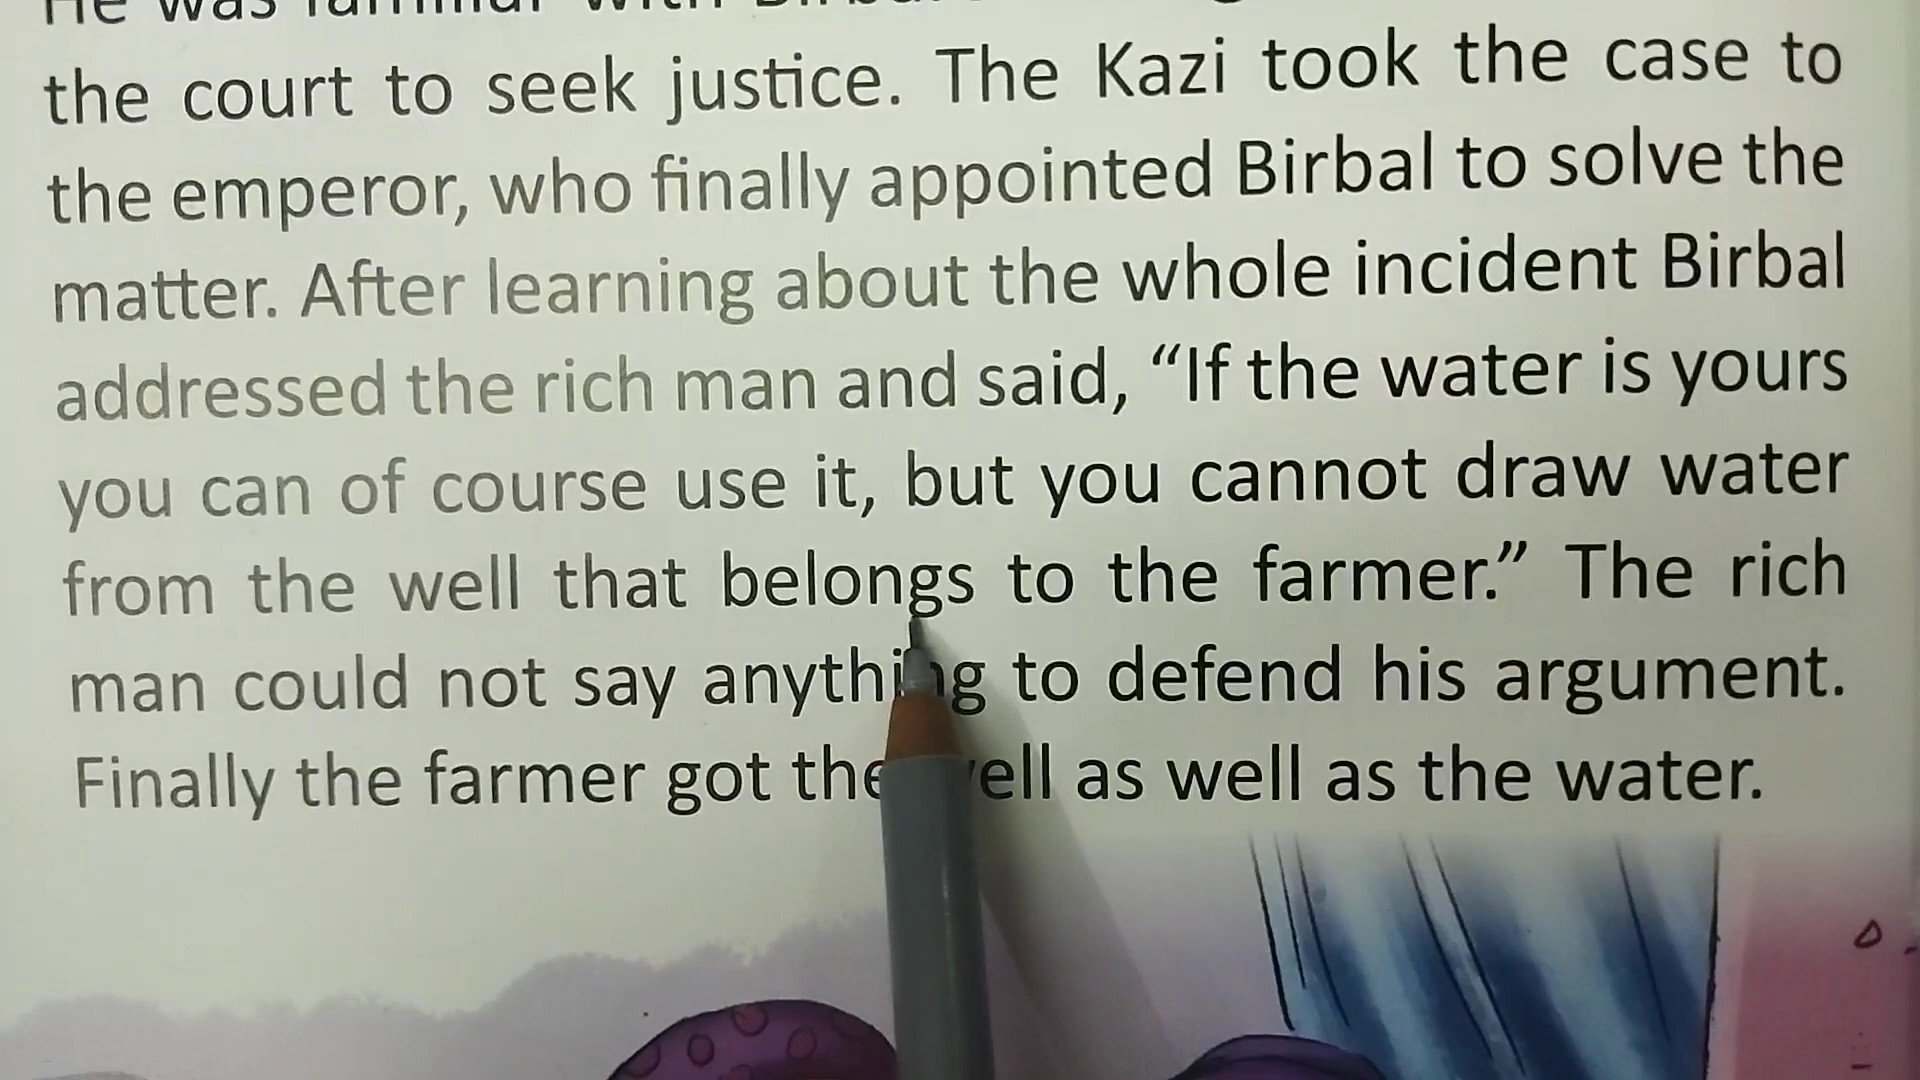 He was familiar with
the court to seek justice. The Kazi took the case to
the emperor, who finally appointed Birbal to solve the
matter. After learning about the whole incident Birbal
addressed the rich man and said, “If the water is yours
you can of course use it, but you cannot draw water
from the well that belongs to the farmer.” The rich
man could not say anything to defend his argument.
Finally the farmer got the well as well as the water.